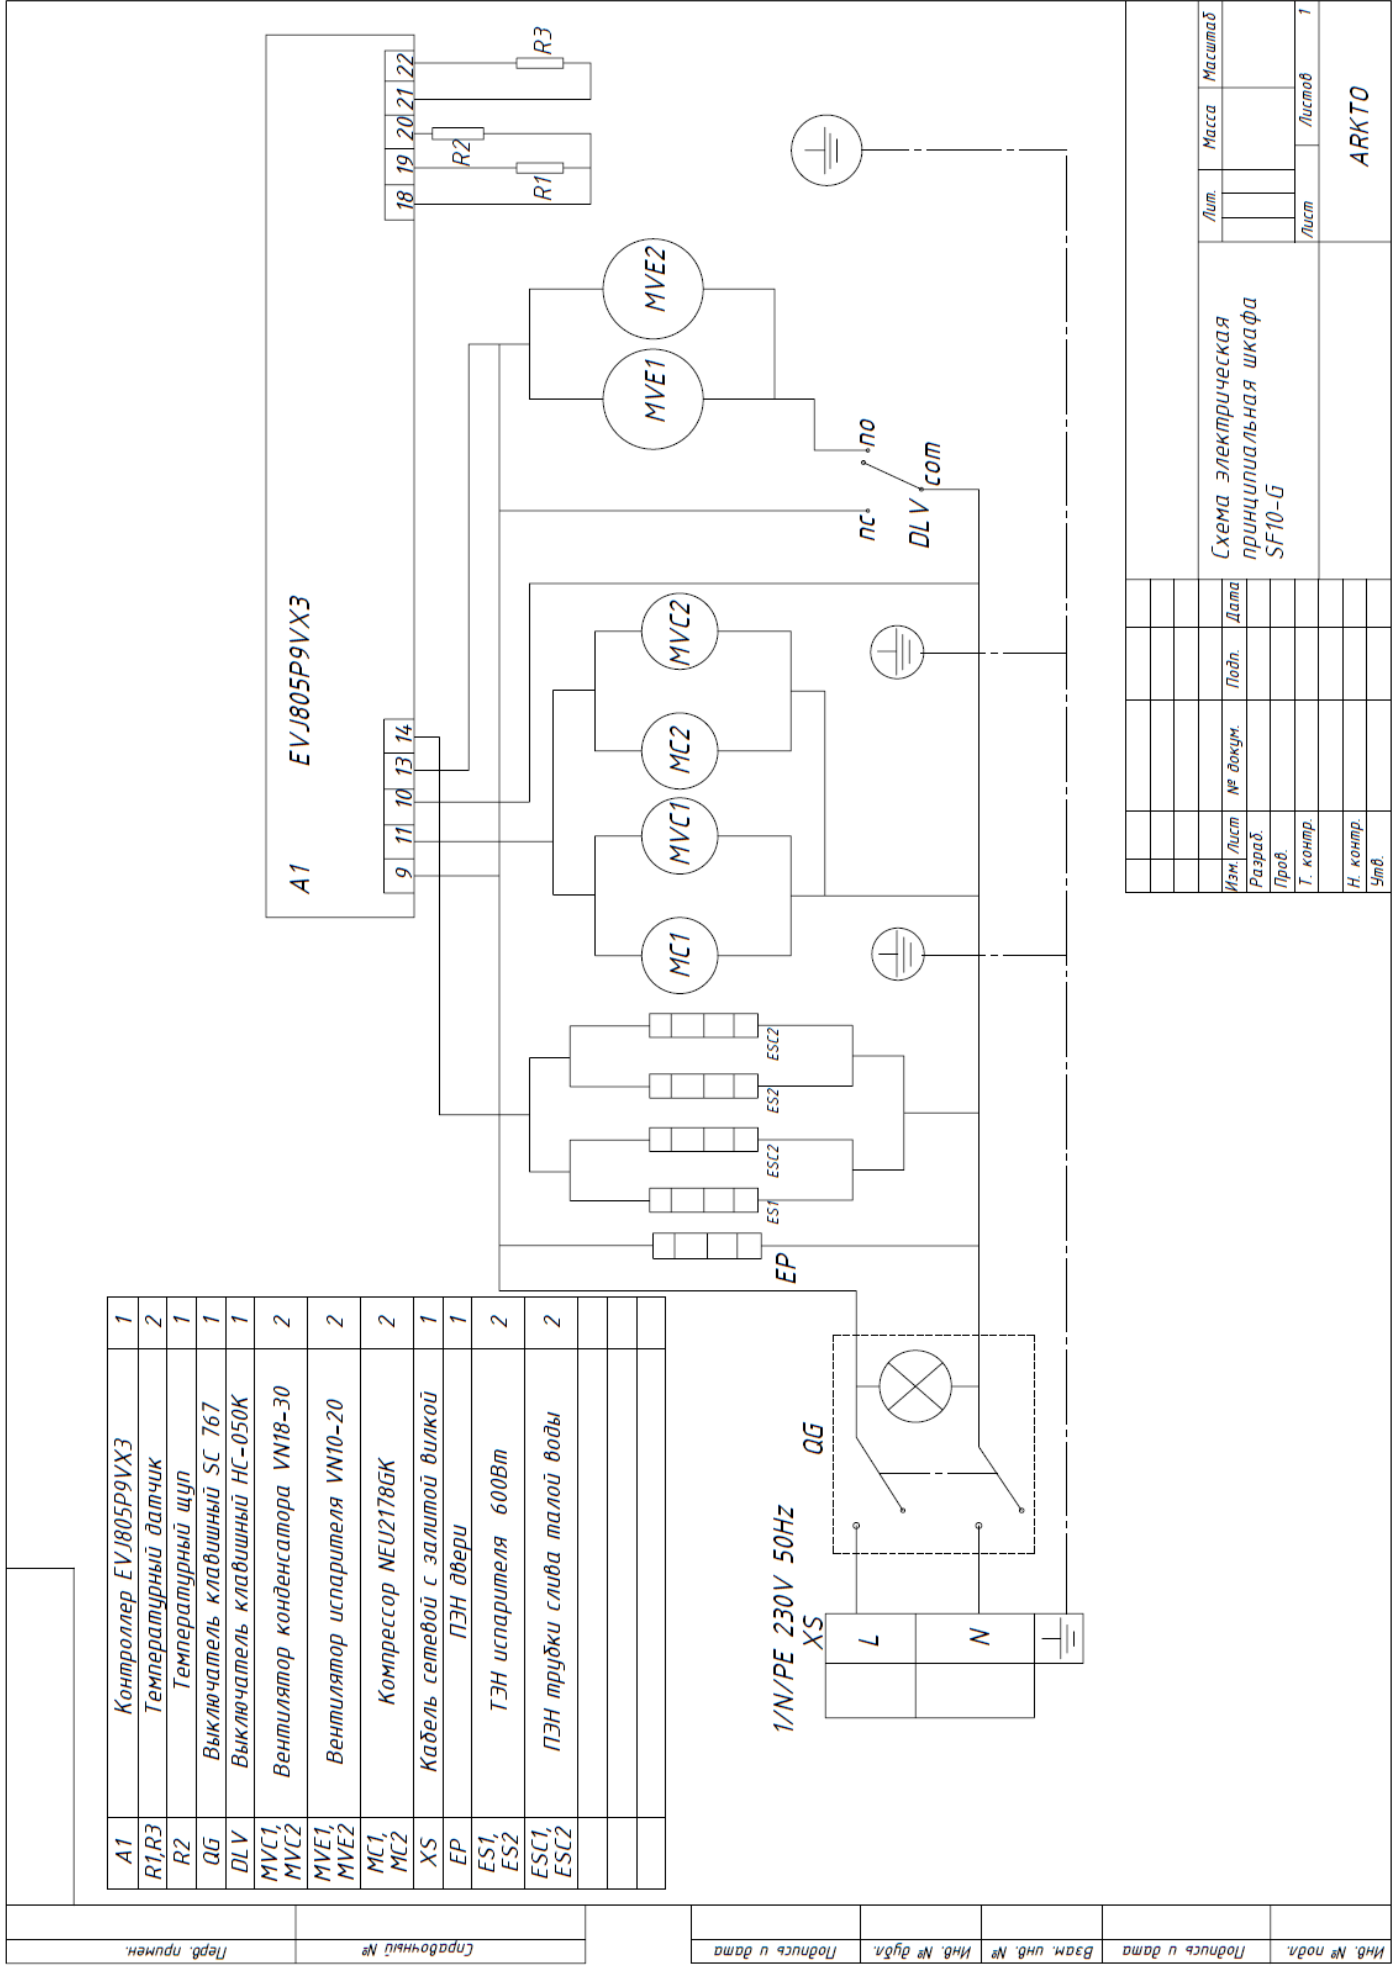 A1 Контроллер EVJ805P9VX3 1
R1,R3 Температурный датчик 2
R2 Температурный щуп 1
QG Выключатель клавишный SC 767 1
DLV Выключатель клавишный HC-050K 1
MVC1, MVC2 Вентилятор конденсатора VN18-30 2
MVE1, MVE2 Вентилятор испарителя VN10-20 2
MC1, MC2 Компрессор NEU2178GK 2
XS Кабель сетевой с залитой вилкой 1
EP ПЭН двери 1
ES1, ES2 ТЭН испарителя 600Вт 2
ESC1, ESC2 ПЭН трубки слива талой воды 2
A1 EVJ805P9VX3
9 11 10 13 14
18 19 20 21 22
R1
R2
R3
MVE1
MVE2
MC1
MVC1
MC2
MVC2
nc
no
DLV com
ES1
ESC2
ES2
ESC2
EP
QG
1/N/PE 230V 50Hz
XS
L
N
Изм. Лист № докум. Подп. Дата
Разраб.
Пров.
Т. контр.
Н. контр.
Утв.
Схема электрическая
принципиальная шкафа
SF10-G
Лит. Масса Масштаб
Лист Листов 1
ARKTO
Перв. примен.
Справочный №
Подпись и дата
Инв. № дубл.
Взам. инв. №
Подпись и дата
Инв. № подл.